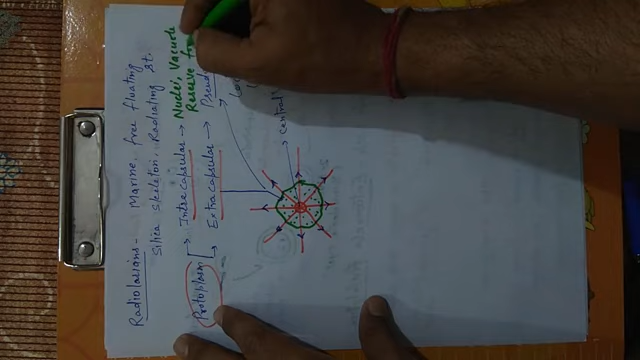 Radiolarians - Marine, free floating
Silica skeleton, Radiating st.
Protoplasm → Intracapsular → Nuclei, Vacuole
Reserve
→ Extracapsular → Pseud
Central